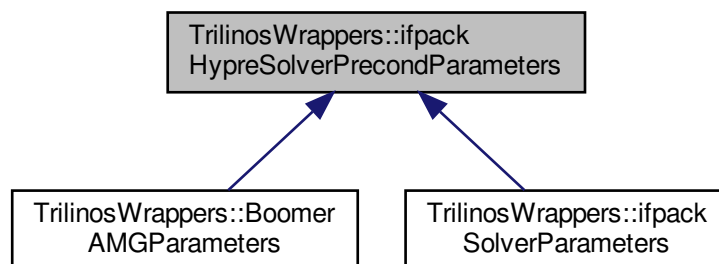 TrilinosWrappers::ifpack
HypreSolverPrecondParameters
TrilinosWrappers::Boomer
AMGParameters
TrilinosWrappers::ifpack
SolverParameters